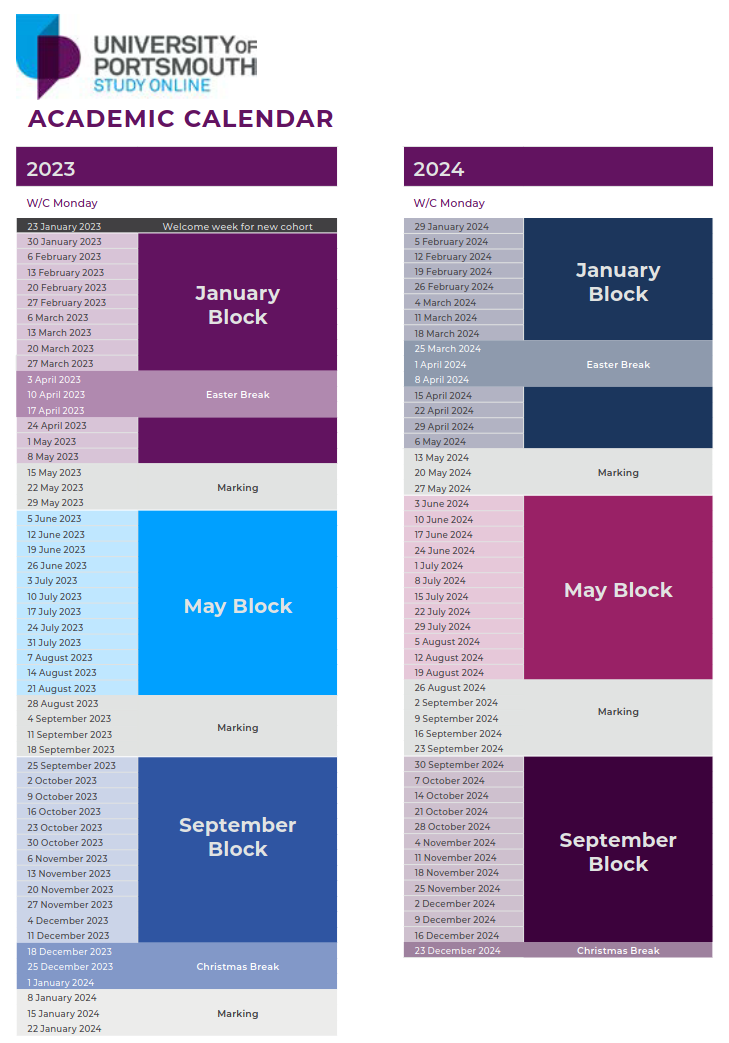 UNIVERSITY OF
PORTSMOUTH
STUDY ONLINE
ACADEMIC CALENDAR
2023
W/C Monday
23 January 2023 Welcome week for new cohort
30 January 2023
6 February 2023
13 February 2023
20 February 2023
27 February 2023
6 March 2023
13 March 2023
20 March 2023
27 March 2023
January
Block
3 April 2023
10 April 2023 Easter Break
17 April 2023
24 April 2023
1 May 2023
8 May 2023
15 May 2023
22 May 2023 Marking
29 May 2023
5 June 2023
12 June 2023
19 June 2023
26 June 2023
3 July 2023
10 July 2023
17 July 2023
24 July 2023
31 July 2023
7 August 2023
14 August 2023
21 August 2023
May Block
28 August 2023
4 September 2023
11 September 2023
18 September 2023
Marking
25 September 2023
2 October 2023
9 October 2023
16 October 2023
23 October 2023
30 October 2023
6 November 2023
13 November 2023
20 November 2023
27 November 2023
4 December 2023
11 December 2023
September
Block
18 December 2023
25 December 2023 Christmas Break
1 January 2024
8 January 2024
15 January 2024 Marking
22 January 2024
2024
W/C Monday
29 January 2024
5 February 2024
12 February 2024
19 February 2024
26 February 2024
4 March 2024
11 March 2024
18 March 2024
January
Block
25 March 2024
1 April 2024 Easter Break
8 April 2024
15 April 2024
22 April 2024
29 April 2024
6 May 2024
13 May 2024
20 May 2024 Marking
27 May 2024
3 June 2024
10 June 2024
17 June 2024
24 June 2024
1 July 2024
8 July 2024
15 July 2024
22 July 2024
29 July 2024
5 August 2024
12 August 2024
19 August 2024
May Block
26 August 2024
2 September 2024
9 September 2024
16 September 2024
23 September 2024
Marking
30 September 2024
7 October 2024
14 October 2024
21 October 2024
28 October 2024
4 November 2024
11 November 2024
18 November 2024
25 November 2024
2 December 2024
9 December 2024
16 December 2024
September
Block
23 December 2024 Christmas Break